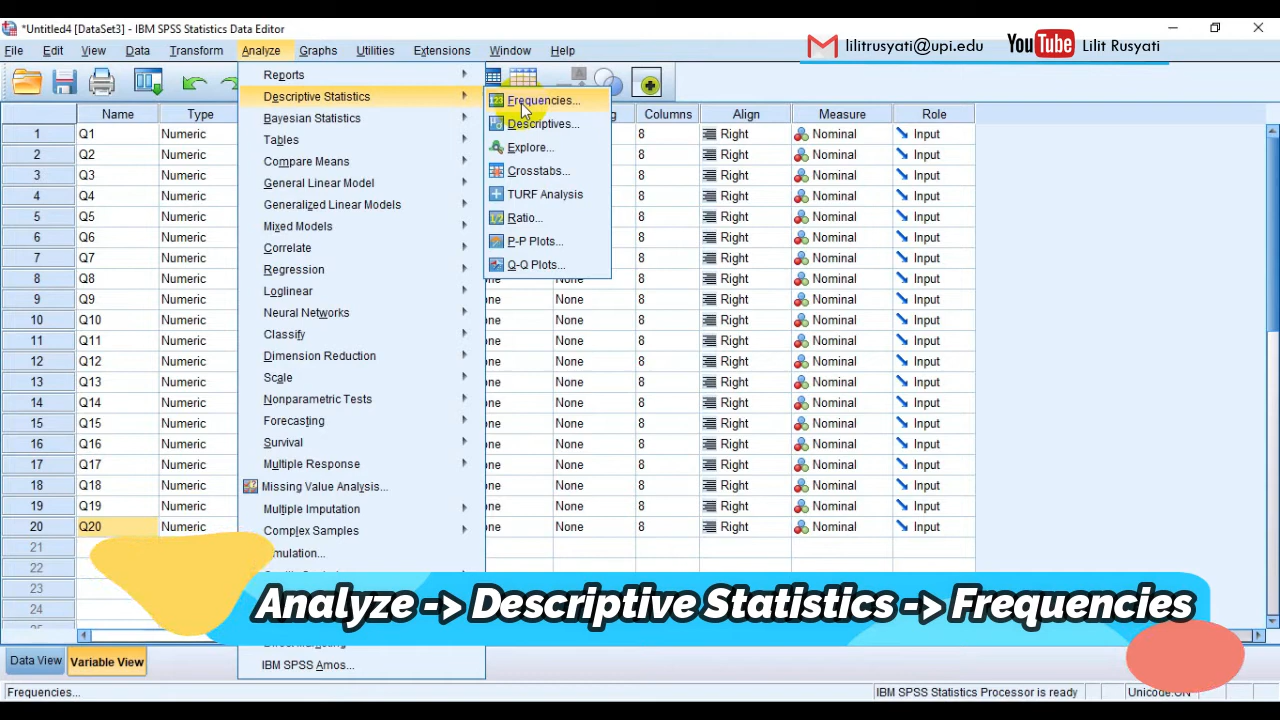 *Untitled4 [DataSet3] - IBM SPSS Statistics Data Editor
File Edit View Data Transform Analyze Graphs Utilities Extensions Window Help
lilitrusyati@upi.edu YouTube Lilit Rusyati
Reports
Descriptive Statistics
Bayesian Statistics
Tables
Compare Means
General Linear Model
Generalized Linear Models
Mixed Models
Correlate
Regression
Loglinear
Neural Networks
Classify
Dimension Reduction
Scale
Nonparametric Tests
Forecasting
Survival
Multiple Response
Missing Value Analysis...
Multiple Imputation
Complex Samples
IBM SPSS Amos...
Frequencies...
Descriptives...
Explore...
Crosstabs...
TURF Analysis
Ratio...
P-P Plots...
Q-Q Plots...
Name Type Columns Align Measure Role
1 Q1 Numeric 8 Right Nominal Input
2 Q2 Numeric 8 Right Nominal Input
3 Q3 Numeric 8 Right Nominal Input
4 Q4 Numeric 8 Right Nominal Input
5 Q5 Numeric 8 Right Nominal Input
6 Q6 Numeric 8 Right Nominal Input
7 Q7 Numeric 8 Right Nominal Input
8 Q8 Numeric 8 Right Nominal Input
9 Q9 Numeric None 8 Right Nominal Input
10 Q10 Numeric None 8 Right Nominal Input
11 Q11 Numeric None 8 Right Nominal Input
12 Q12 Numeric None 8 Right Nominal Input
13 Q13 Numeric None 8 Right Nominal Input
14 Q14 Numeric None 8 Right Nominal Input
15 Q15 Numeric None 8 Right Nominal Input
16 Q16 Numeric None 8 Right Nominal Input
17 Q17 Numeric None 8 Right Nominal Input
18 Q18 Numeric None 8 Right Nominal Input
19 Q19 Numeric None 8 Right Nominal Input
20 Q20 Numeric None 8 Right Nominal Input
21
22
23
24
Analyze -> Descriptive Statistics -> Frequencies
Data View Variable View
Frequencies... IBM SPSS Statistics Processor is ready Unicode:ON